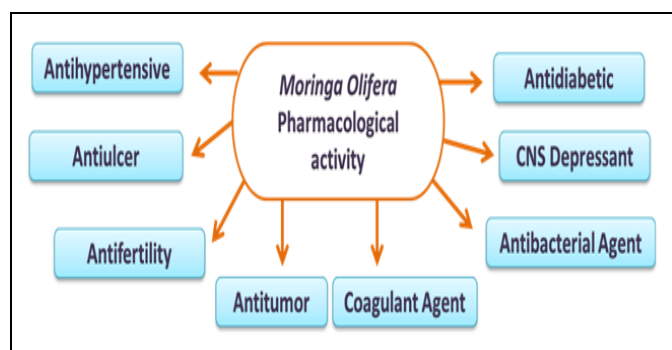 Moringa Olifera
Pharmacological
activity
Antihypertensive
Antiulcer
Antifertility
Antitumor
Coagulant Agent
Antibacterial Agent
CNS Depressant
Antidiabetic